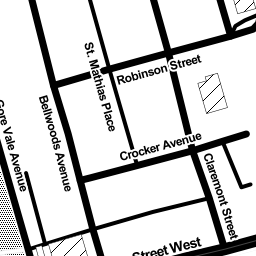 St. Mathias Place
Robinson Street
Gore Vale Avenue
Bellwoods Avenue
Crocker Avenue
Claremont Street
Street West